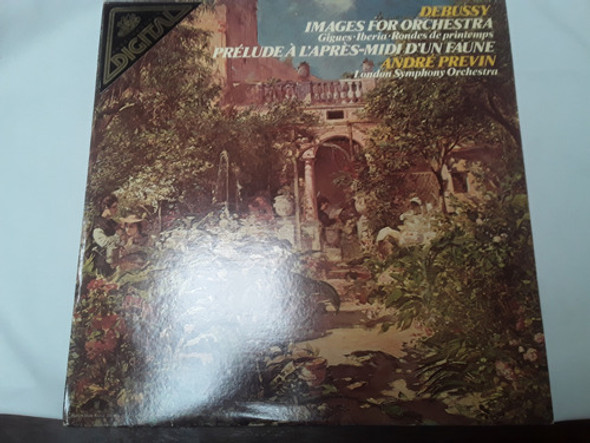 DIGITAL
DEBUSSY
IMAGES FOR ORCHESTRA
Gigues·Iberia·Rondes de printemps
PRÉLUDE À L'APRÈS-MIDI D'UN FAUNE
ANDRÉ PREVIN
London Symphony Orchestra